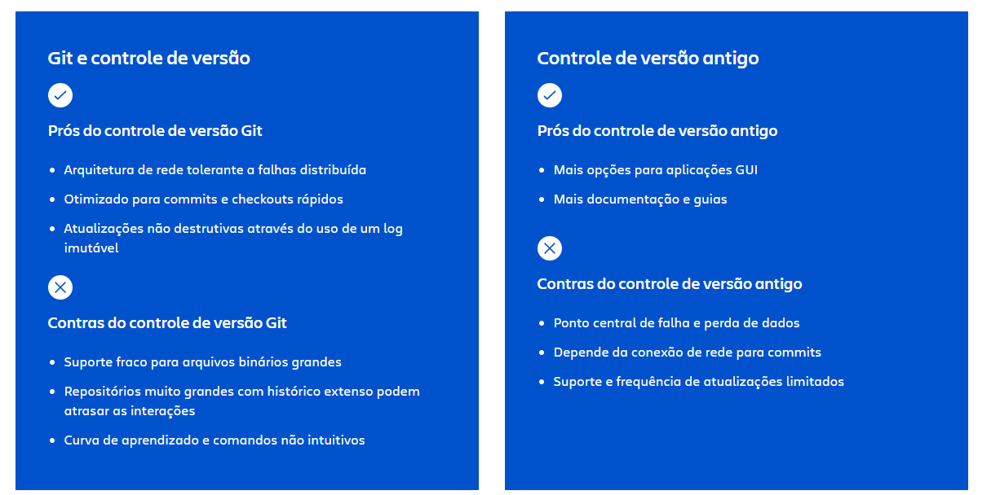 Git e controle de versão
Prós do controle de versão Git
Arquitetura de rede tolerante a falhas distribuída
Otimizado para commits e checkouts rápidos
Atualizações não destrutivas através do uso de um log
imutável
Contras do controle de versão Git
Suporte fraco para arquivos binários grandes
Repositórios muito grandes com histórico extenso podem
atrasar as interações
Curva de aprendizado e comandos não intuitivos
Controle de versão antigo
Prós do controle de versão antigo
Mais opções para aplicações GUI
Mais documentação e guias
Contras do controle de versão antigo
Ponto central de falha e perda de dados
Depende da conexão de rede para commits
Suporte e frequência de atualizações limitados